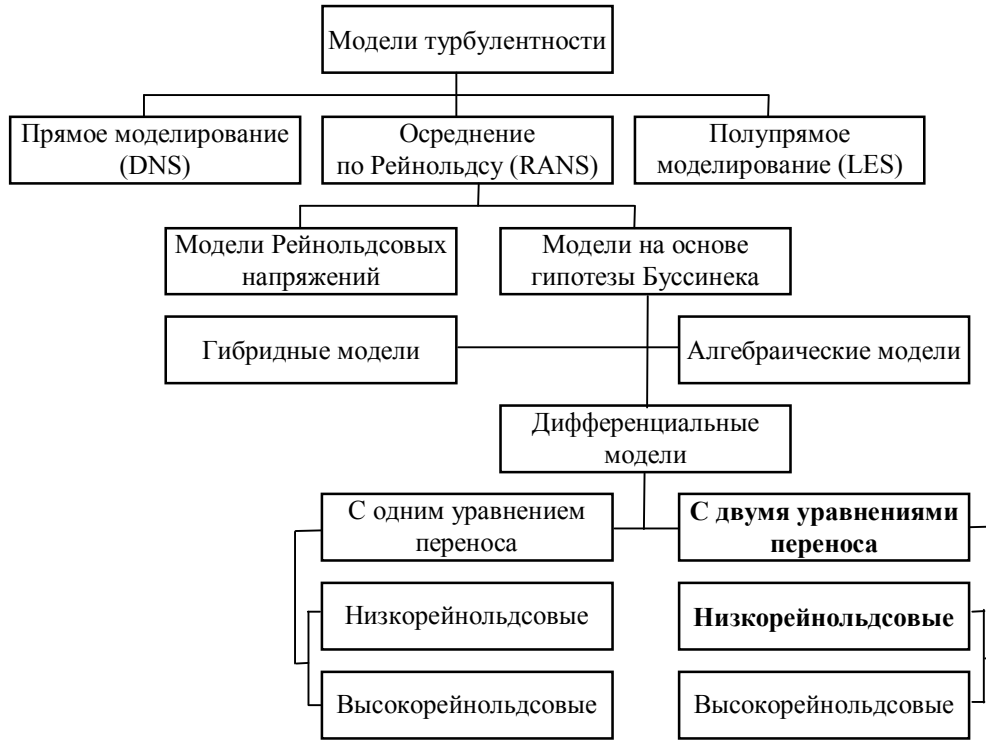 Модели турбулентности
Прямое моделирование
(DNS)
Осреднение
по Рейнольдсу (RANS)
Полупрямое
моделирование (LES)
Модели Рейнольдсовых
напряжений
Модели на основе
гипотезы Буссинека
Гибридные модели
Алгебраические модели
Дифференциальные
модели
С одним уравнением
переноса
С двумя уравнениями
переноса
Низкорейнольдсовые
Низкорейнольдсовые
Высокорейнольдсовые
Высокорейнольдсовые